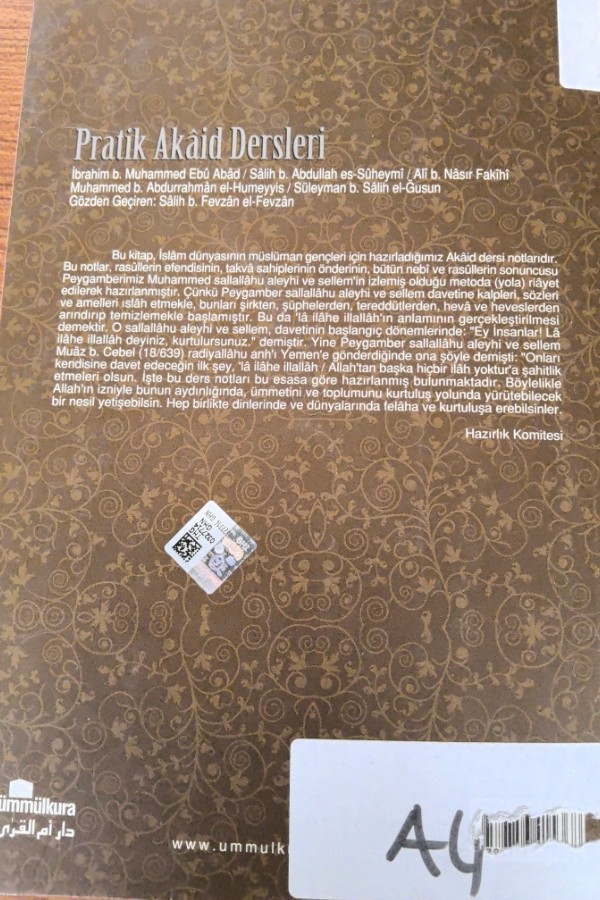 Pratik Akâid Dersleri
İbrahim b. Muhammed Ebû Abâd / Sâlih b. Abdullah es-Sûheymî / Alî b. Nâsır Fakîhî
Muhammed b. Abdurrahmân el-Humeyyis / Süleyman b. Sâlih el-Ğusun
Gözden Geçiren: Sâlih b. Fevzân el-Fevzân
Bu kitap, İslâm dünyasının müslüman gençleri için hazırladığımız Akâid dersi notlarıdır.
Bu notlar, rasûllerin efendisinin, takvâ sahiplerinin önderinin, bütün nebî ve rasûllerin sonuncusu
Peygamberimiz Muhammed sallallâhu aleyhi ve sellem'in izlemiş olduğu metoda (yola) riâyet
edilerek hazırlanmıştır. Çünkü Peygamber sallallâhu aleyhi ve sellem davetine kalpleri, sözleri
ve amelleri ıslâh etmekle, bunları şirkten, şüphelerden, tereddütlerden, hevâ ve heveslerden
arındırıp temizlemekle başlamıştır. Bu da 'lâ ilâhe illallâh'ın anlamının gerçekleştirilmesi
demektir. O sallallâhu aleyhi ve sellem, davetinin başlangıç dönemlerinde: "Ey İnsanlar! Lâ
ilâhe illallâh deyiniz, kurtulursunuz." demiştir. Yine Peygamber sallallâhu aleyhi ve sellem
Muâz b. Cebel (18/639) radiyallâhu anh'ı Yemen'e gönderdiğinde ona şöyle demişti: "Onları
kendisine davet edeceğin ilk şey, 'lâ ilâhe illallâh / Allah'tan başka hiçbir ilâh yoktur'a şahitlik
etmeleri olsun. İşte bu ders notları bu esasa göre hazırlanmış bulunmaktadır. Böylelikle
Allah'ın izniyle bunun aydınlığında, ümmetini ve toplumunu kurtuluş yolunda yürütebilecek
bir nesil yetişebilsin. Hep birlikte dinlerinde ve dünyalarında felâha ve kurtuluşa erebilsinler.
Hazırlık Komitesi
THG
032771
GHN
ümmülkura
دار أم القرى
www.ummulku
A4